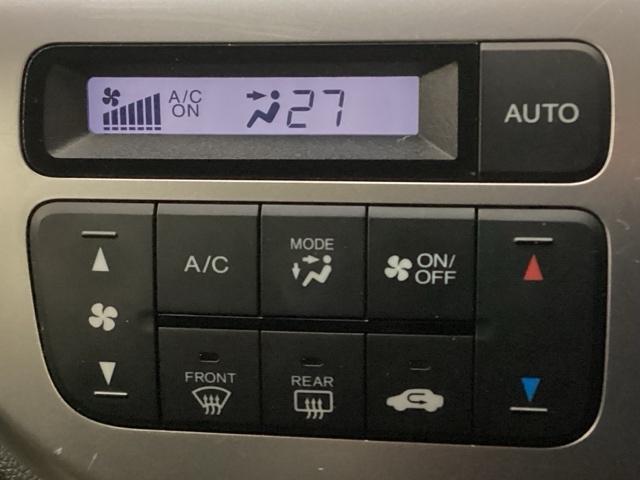 A/C
ON
27
AUTO
A/C
MODE
ON/
OFF
FRONT
REAR